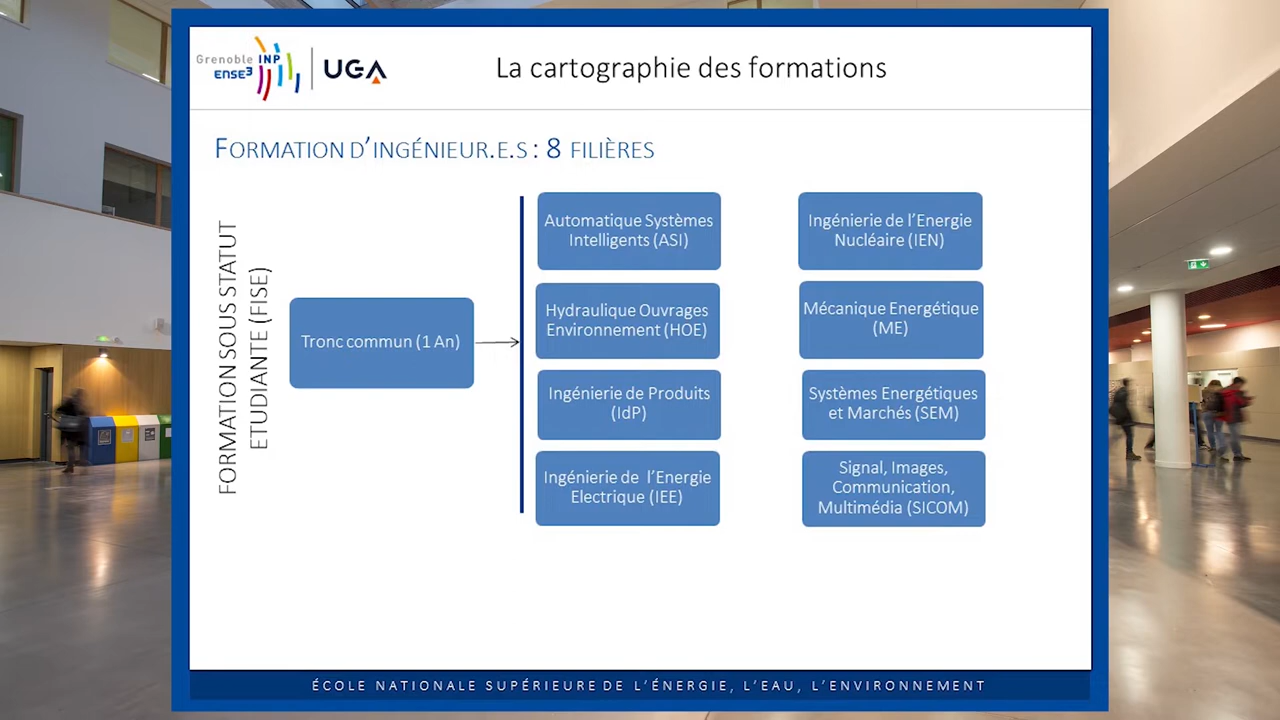 Grenoble INP
ENSE3
UGA
La cartographie des formations
FORMATION D'INGÉNIEUR.E.S : 8 FILIÈRES
FORMATION SOUS STATUT
ETUDIANTE (FISE)
Tronc commun (1 An)
Automatique Systèmes
Intelligents (ASI)
Hydraulique Ouvrages
Environnement (HOE)
Ingénierie de Produits
(IdP)
Ingénierie de l'Energie
Electrique (IEE)
Ingénierie de l'Energie
Nucléaire (IEN)
Mécanique Energétique
(ME)
Systèmes Energétiques
et Marchés (SEM)
Signal, Images,
Communication,
Multimédia (SICOM)
ÉCOLE NATIONALE SUPÉRIEURE DE L'ÉNERGIE, L'EAU, L'ENVIRONNEMENT